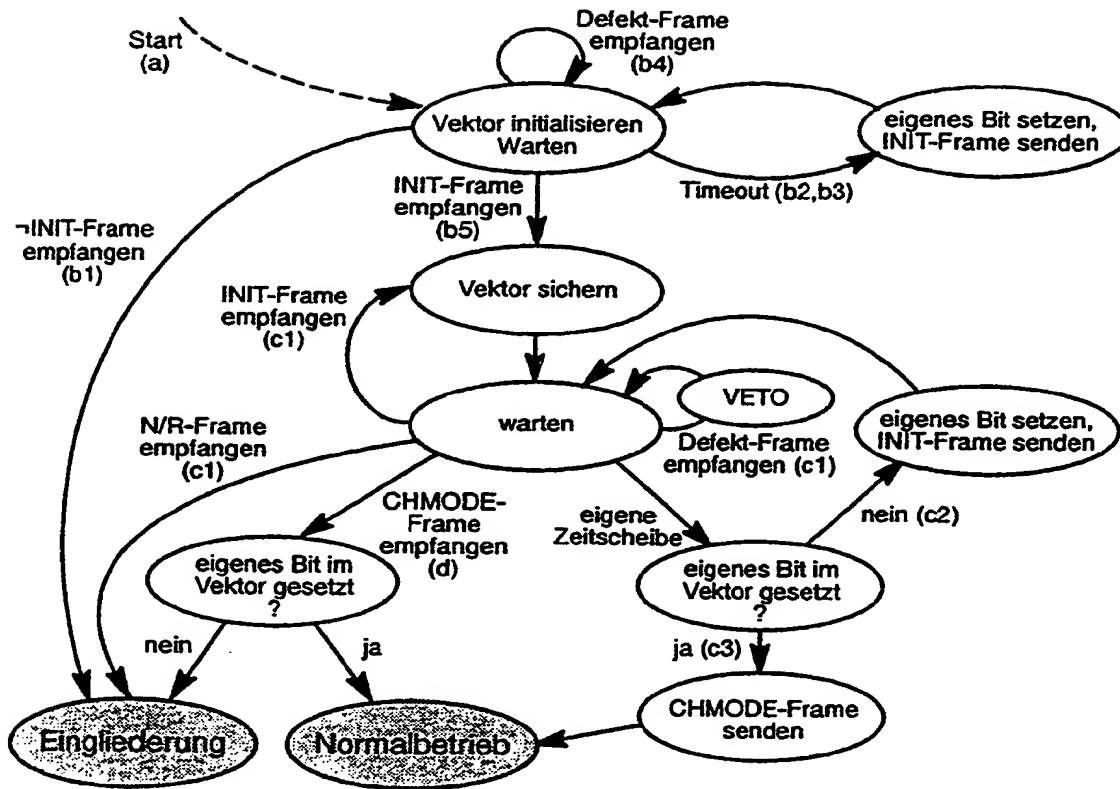 Start
(a)
Defekt-Frame
empfangen
(b4)
Vektor initialisieren
Warten
eigenes Bit setzen,
INIT-Frame senden
Timeout (b2,b3)
INIT-Frame
empfangen
(b5)
¬INIT-Frame
empfangen
(b1)
Vektor sichern
INIT-Frame
empfangen
(c1)
VETO
warten
eigenes Bit setzen,
INIT-Frame senden
N/R-Frame
empfangen
(c1)
Defekt-Frame
empfangen (c1)
CHMODE-
Frame
empfangen
(d)
eigene
Zeitscheibe
nein (c2)
eigenes Bit im
Vektor gesetzt
?
eigenes Bit im
Vektor gesetzt
?
nein
ja
ja (c3)
CHMODE-Frame
senden
Eingliederung
Normalbetrieb